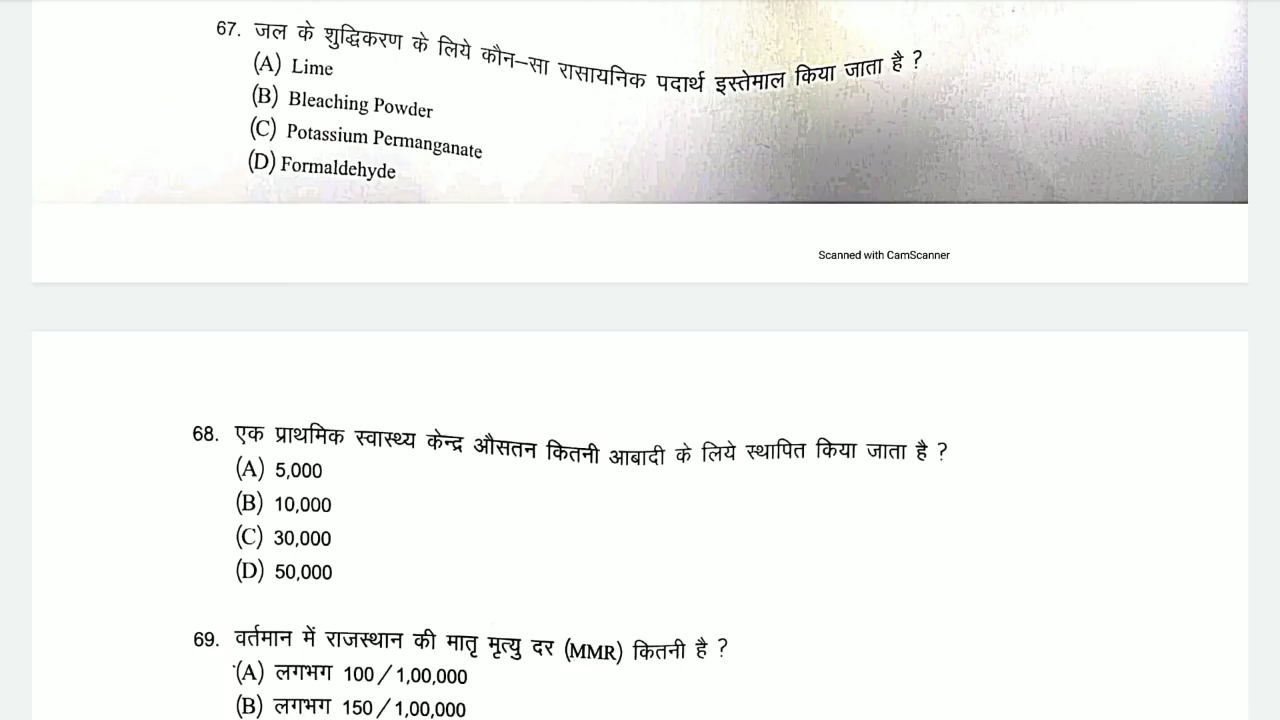 67. जल के शुद्धिकरण के लिये कौन-सा रासायनिक पदार्थ इस्तेमाल किया जाता है ?
(A) Lime
(B) Bleaching Powder
(C) Potassium Permanganate
(D) Formaldehyde
Scanned with CamScanner
68. एक प्राथमिक स्वास्थ्य केन्द्र औसतन कितनी आबादी के लिये स्थापित किया जाता है ?
(A) 5,000
(B) 10,000
(C) 30,000
(D) 50,000
69. वर्तमान में राजस्थान की मातृ मृत्यु दर (MMR) कितनी है ?
(A) लगभग 100/1,00,000
(B) लगभग 150/1,00,000